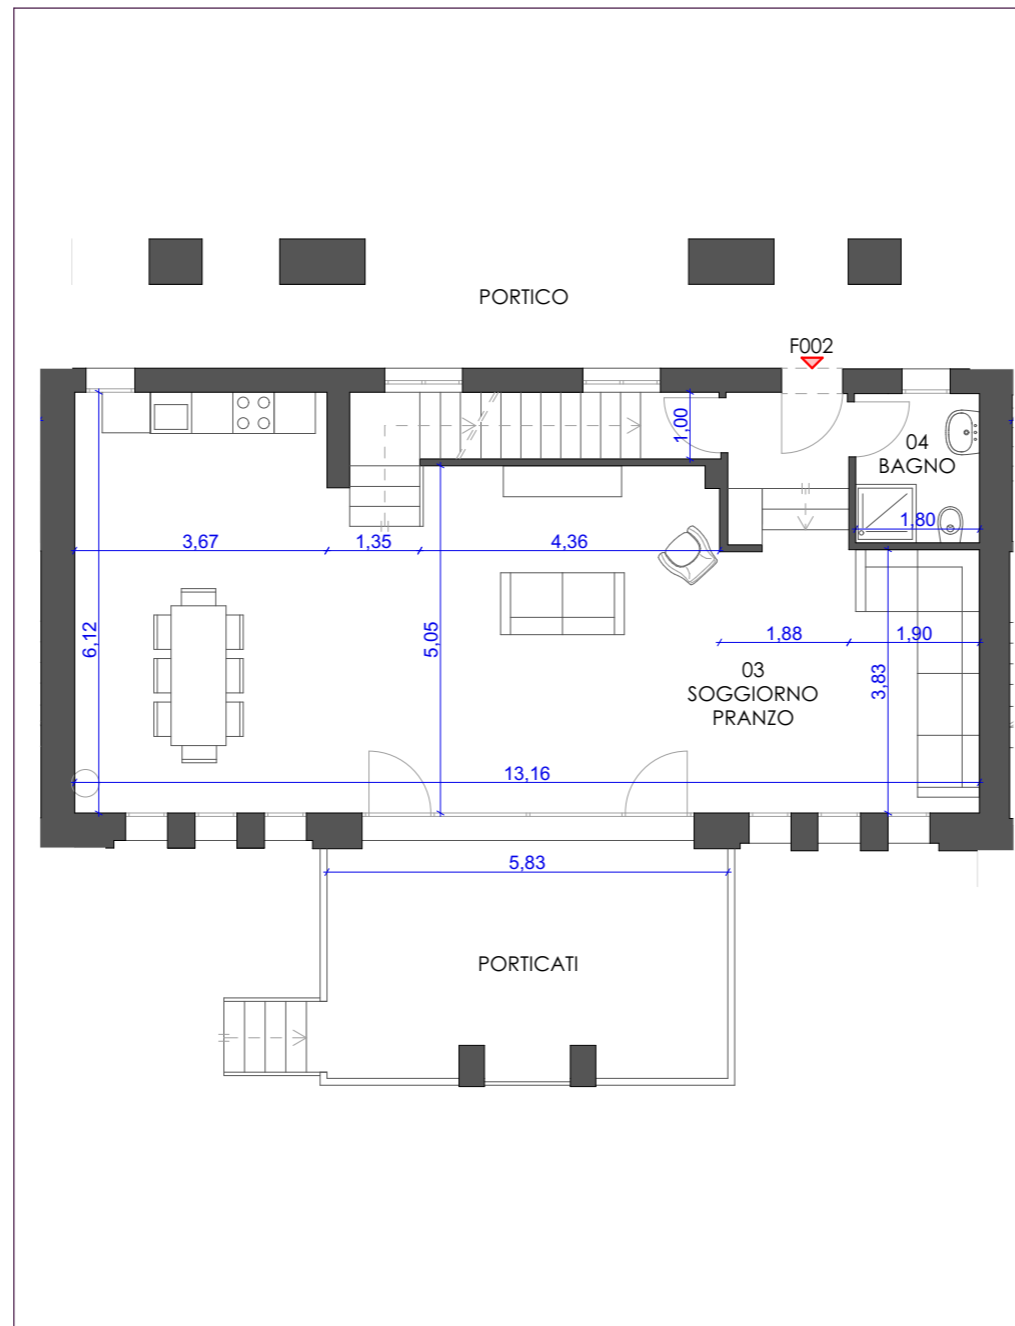 PORTICO
F002
1,00
04
BAGNO
1,80
3,67
1,35
4,36
6,12
5,05
1,88
1,90
03
SOGGIORNO
PRANZO
3,83
13,16
5,83
PORTICATI